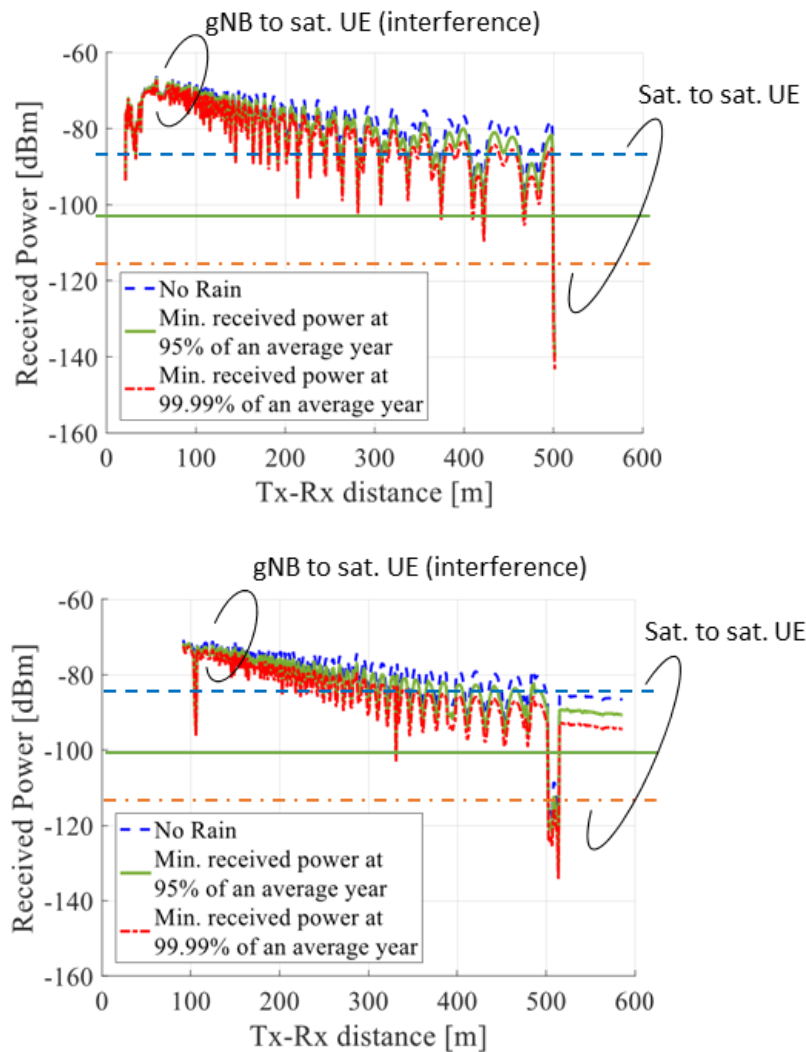 gNB to sat. UE (interference)
Sat. to sat. UE
Received Power [dBm]
-60
-80
-100
-120
-140
-160
No Rain
Min. received power at
95% of an average year
Min. received power at
99.99% of an average year
0
100
200
300
400
500
600
Tx-Rx distance [m]
gNB to sat. UE (interference)
Sat. to sat. UE
Received Power [dBm]
-60
-80
-100
-120
-140
-160
No Rain
Min. received power at
95% of an average year
Min. received power at
99.99% of an average year
0
100
200
300
400
500
600
Tx-Rx distance [m]